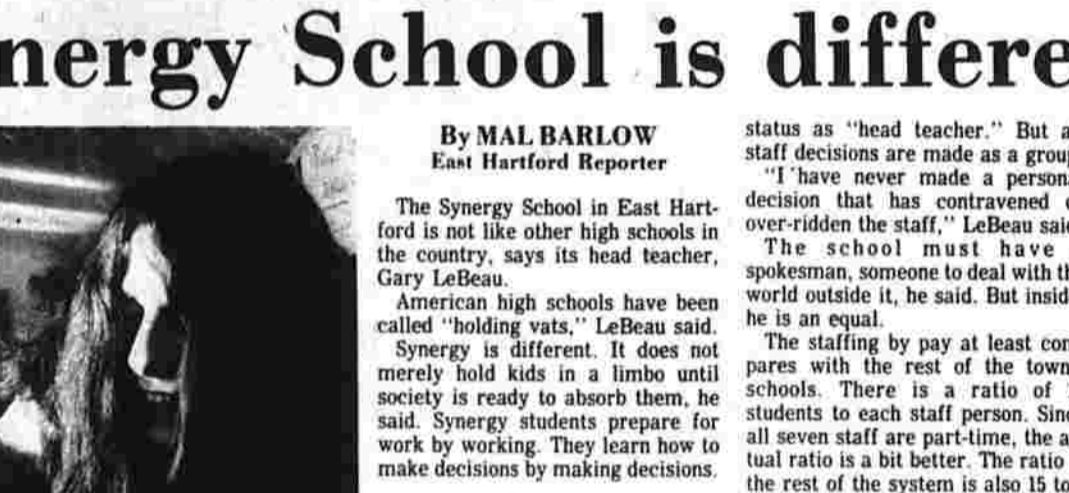 nergy School is differe
By MAL BARLOW
East Hartford Reporter
The Synergy School in East Hart-
ford is not like other high schools in
the country, says its head teacher,
Gary LeBeau.
American high schools have been
called "holding vats," LeBeau said.
Synergy is different. It does not
merely hold kids in a limbo until
society is ready to absorb them, he
said. Synergy students prepare for
work by working. They learn how to
make decisions by making decisions.
status as "head teacher." But a
staff decisions are made as a grou
"I have never made a person
decision that has contravened
over-ridden the staff," LeBeau sai
The school must have
spokesman, someone to deal with th
world outside it, he said. But insid
he is an equal.
The staffing by pay at least com
pares with the rest of the town
schools. There is a ratio of
students to each staff person. Sinc
all seven staff are part-time, the a
tual ratio is a bit better. The ratio
the rest of the system is also 15 to